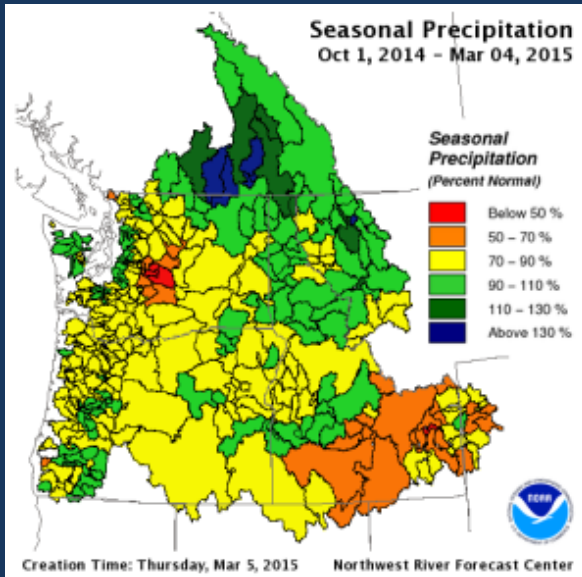 Seasonal Precipitation
Oct 1, 2014 – Mar 04, 2015
Seasonal
Precipitation
(Percent Normal)
Below 50 %
50 – 70 %
70 – 90 %
90 – 110 %
110 – 130 %
Above 130 %
NOAA
Creation Time: Thursday, Mar 5, 2015
Northwest River Forecast Center